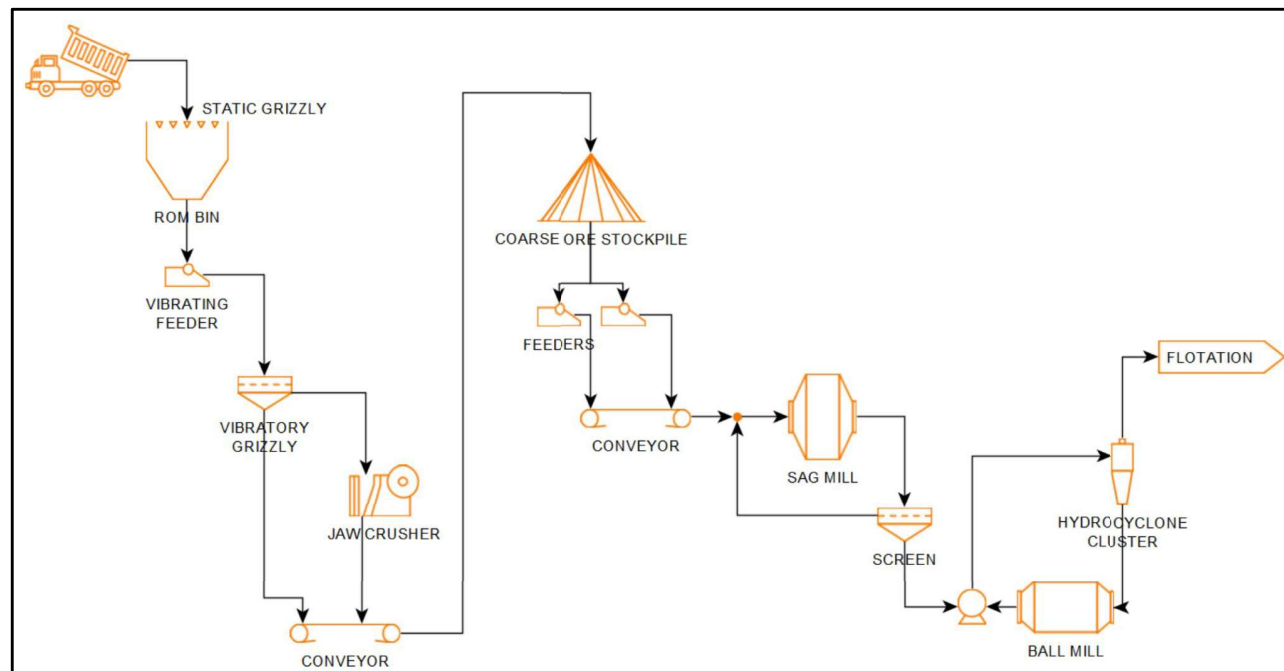 STATIC GRIZZLY
ROM BIN
VIBRATING
FEEDER
VIBRATORY
GRIZZLY
JAW CRUSHER
CONVEYOR
COARSE ORE STOCKPILE
FEEDERS
CONVEYOR
SAG MILL
SCREEN
FLOTATION
HYDROCYCLONE
CLUSTER
BALL MILL